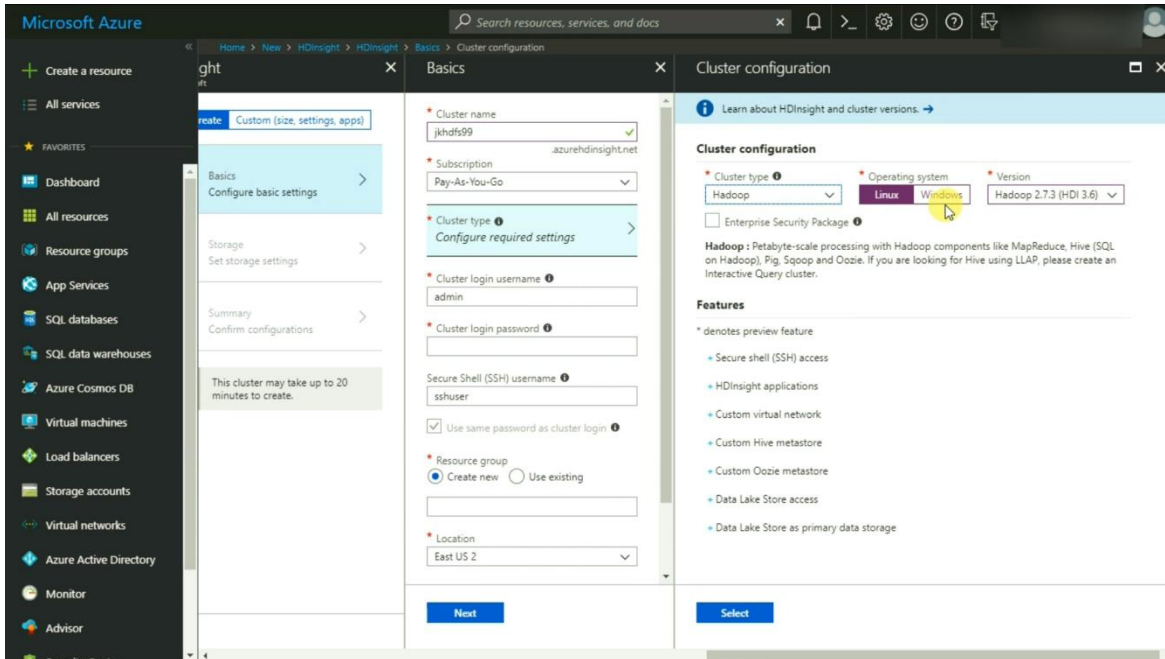 Microsoft Azure
Search resources, services, and docs
Home > New > HDInsight > HDInsight > Basics > Cluster configuration
Create a resource
All services
FAVORITES
Dashboard
All resources
Resource groups
App Services
SQL databases
SQL data warehouses
Azure Cosmos DB
Virtual machines
Load balancers
Storage accounts
Virtual networks
Azure Active Directory
Monitor
Advisor
ght
ft
reate
Custom (size, settings, apps)
Basics
Configure basic settings
Storage
Set storage settings
Summary
Confirm configurations
This cluster may take up to 20
minutes to create.
Basics
* Cluster name
jkhdfs99
.azurehdinsight.net
* Subscription
Pay-As-You-Go
* Cluster type
Configure required settings
* Cluster login username
admin
* Cluster login password
Secure Shell (SSH) username
sshuser
Use same password as cluster login
* Resource group
Create new
Use existing
* Location
East US 2
Next
Cluster configuration
Learn about HDInsight and cluster versions. →
Cluster configuration
* Cluster type
* Operating system
* Version
Hadoop
Linux
Windows
Hadoop 2.7.3 (HDI 3.6)
Enterprise Security Package
Hadoop : Petabyte-scale processing with Hadoop components like MapReduce, Hive (SQL
on Hadoop), Pig, Sqoop and Oozie. If you are looking for Hive using LLAP, please create an
Interactive Query cluster.
Features
* denotes preview feature
+ Secure shell (SSH) access
+ HDInsight applications
+ Custom virtual network
+ Custom Hive metastore
+ Custom Oozie metastore
+ Data Lake Store access
+ Data Lake Store as primary data storage
Select